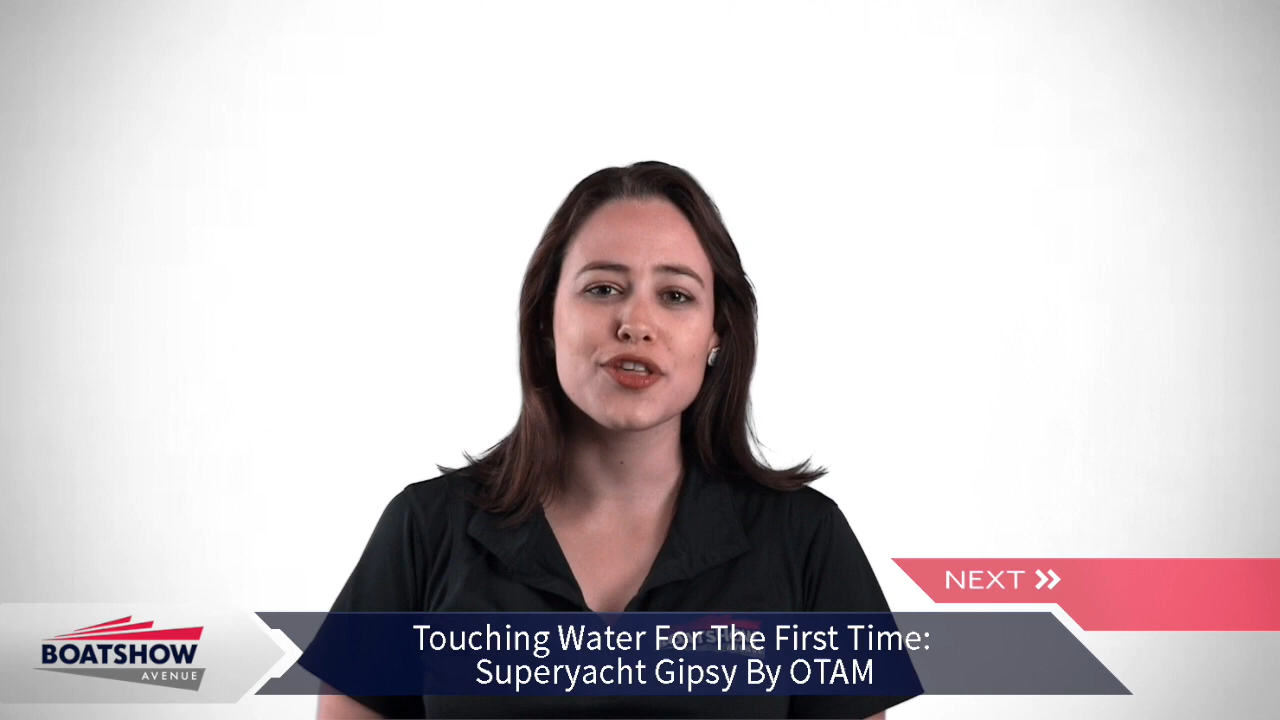 NEXT
BOATSHOW
AVENUE
Touching Water For The First Time:
Superyacht Gipsy By OTAM